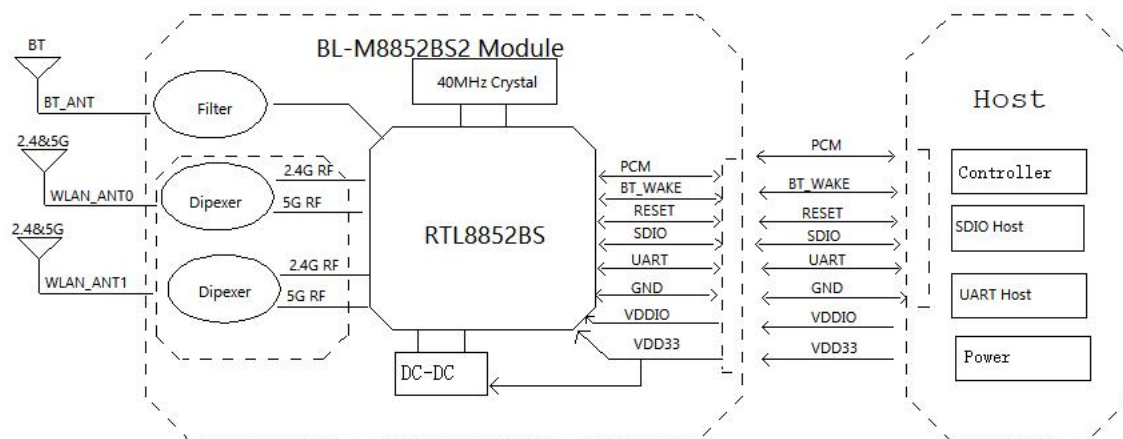 BL-M8852BS2 Module
BT
40MHz Crystal
Host
BT_ANT
Filter
2.4&5G
PCM
PCM
Controller
2.4G RF
BT_WAKE
BT_WAKE
WLAN_ANT0
Dipexer
5G RF
RESET
RESET
SDIO Host
2.4&5G
RTL8852BS
SDIO
SDIO
UART
UART
2.4G RF
WLAN_ANT1
Dipexer
GND
GND
UART Host
5G RF
VDDIO
VDDIO
VDD33
VDD33
Power
DC-DC